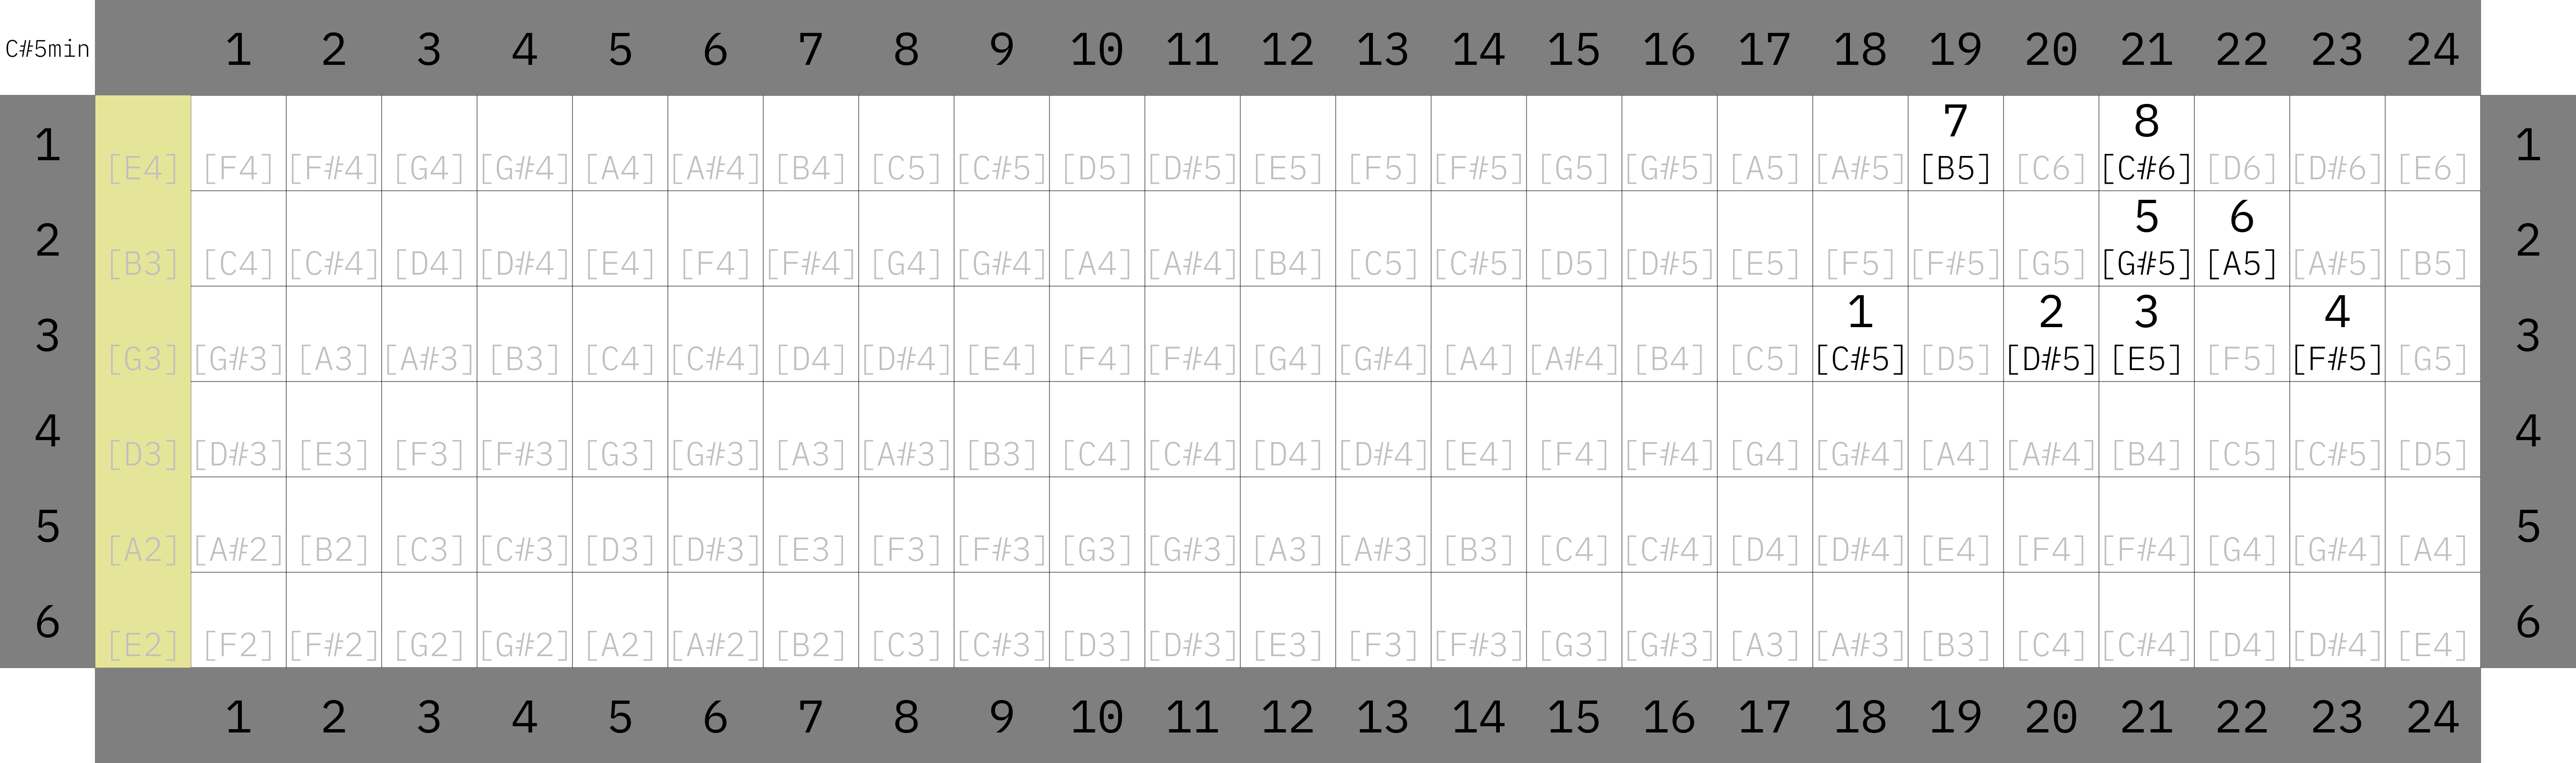 C#5min 1 2 3 4 5 6 7 8 9 10 11 12 13 14 15 16 17 18 19 20 21 22 23 24
7 8
1 [E4] [F4] [F#4] [G4] [G#4] [A4] [A#4] [B4] [C5] [C#5] [D5] [D#5] [E5] [F5] [F#5] [G5] [G#5] [A5] [A#5] [B5] [C6] [C#6] [D6] [D#6] [E6] 1
5 6
2 [B3] [C4] [C#4] [D4] [D#4] [E4] [F4] [F#4] [G4] [G#4] [A4] [A#4] [B4] [C5] [C#5] [D5] [D#5] [E5] [F5] [F#5] [G5] [G#5] [A5] [A#5] [B5] 2
1 2 3 4
3 [G3] [G#3] [A3] [A#3] [B3] [C4] [C#4] [D4] [D#4] [E4] [F4] [F#4] [G4] [G#4] [A4] [A#4] [B4] [C5] [C#5] [D5] [D#5] [E5] [F5] [F#5] [G5] 3
4 [D3] [D#3] [E3] [F3] [F#3] [G3] [G#3] [A3] [A#3] [B3] [C4] [C#4] [D4] [D#4] [E4] [F4] [F#4] [G4] [G#4] [A4] [A#4] [B4] [C5] [C#5] [D5] 4
5 [A2] [A#2] [B2] [C3] [C#3] [D3] [D#3] [E3] [F3] [F#3] [G3] [G#3] [A3] [A#3] [B3] [C4] [C#4] [D4] [D#4] [E4] [F4] [F#4] [G4] [G#4] [A4] 5
6 [E2] [F2] [F#2] [G2] [G#2] [A2] [A#2] [B2] [C3] [C#3] [D3] [D#3] [E3] [F3] [F#3] [G3] [G#3] [A3] [A#3] [B3] [C4] [C#4] [D4] [D#4] [E4] 6
1 2 3 4 5 6 7 8 9 10 11 12 13 14 15 16 17 18 19 20 21 22 23 24